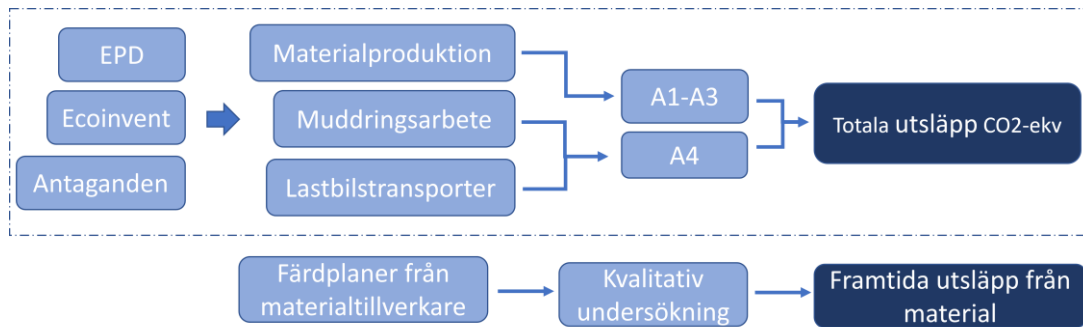 EPD
Ecoinvent
Antaganden
Materialproduktion
Muddringsarbete
Lastbilstransporter
A1-A3
A4
Totala utsläpp CO2-ekv
Färdplaner från
materialtillverkare
Kvalitativ
undersökning
Framtida utsläpp från
material